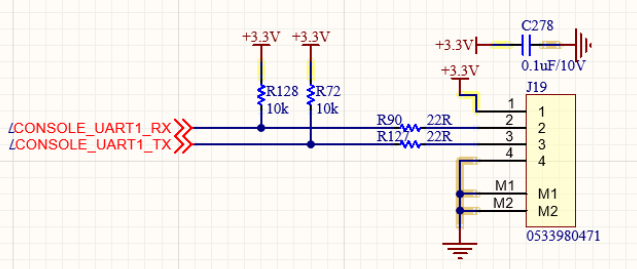 C278
+3.3V +3.3V +3.3V
0.1uF/10V
+3.3V
R128 R72 J19
10k 10k
1 1
CONSOLE_UART1_RX R90 22R 2 2
CONSOLE_UART1_TX R127 22R 3 3
4 4
M1 M1
M2 M2
0533980471